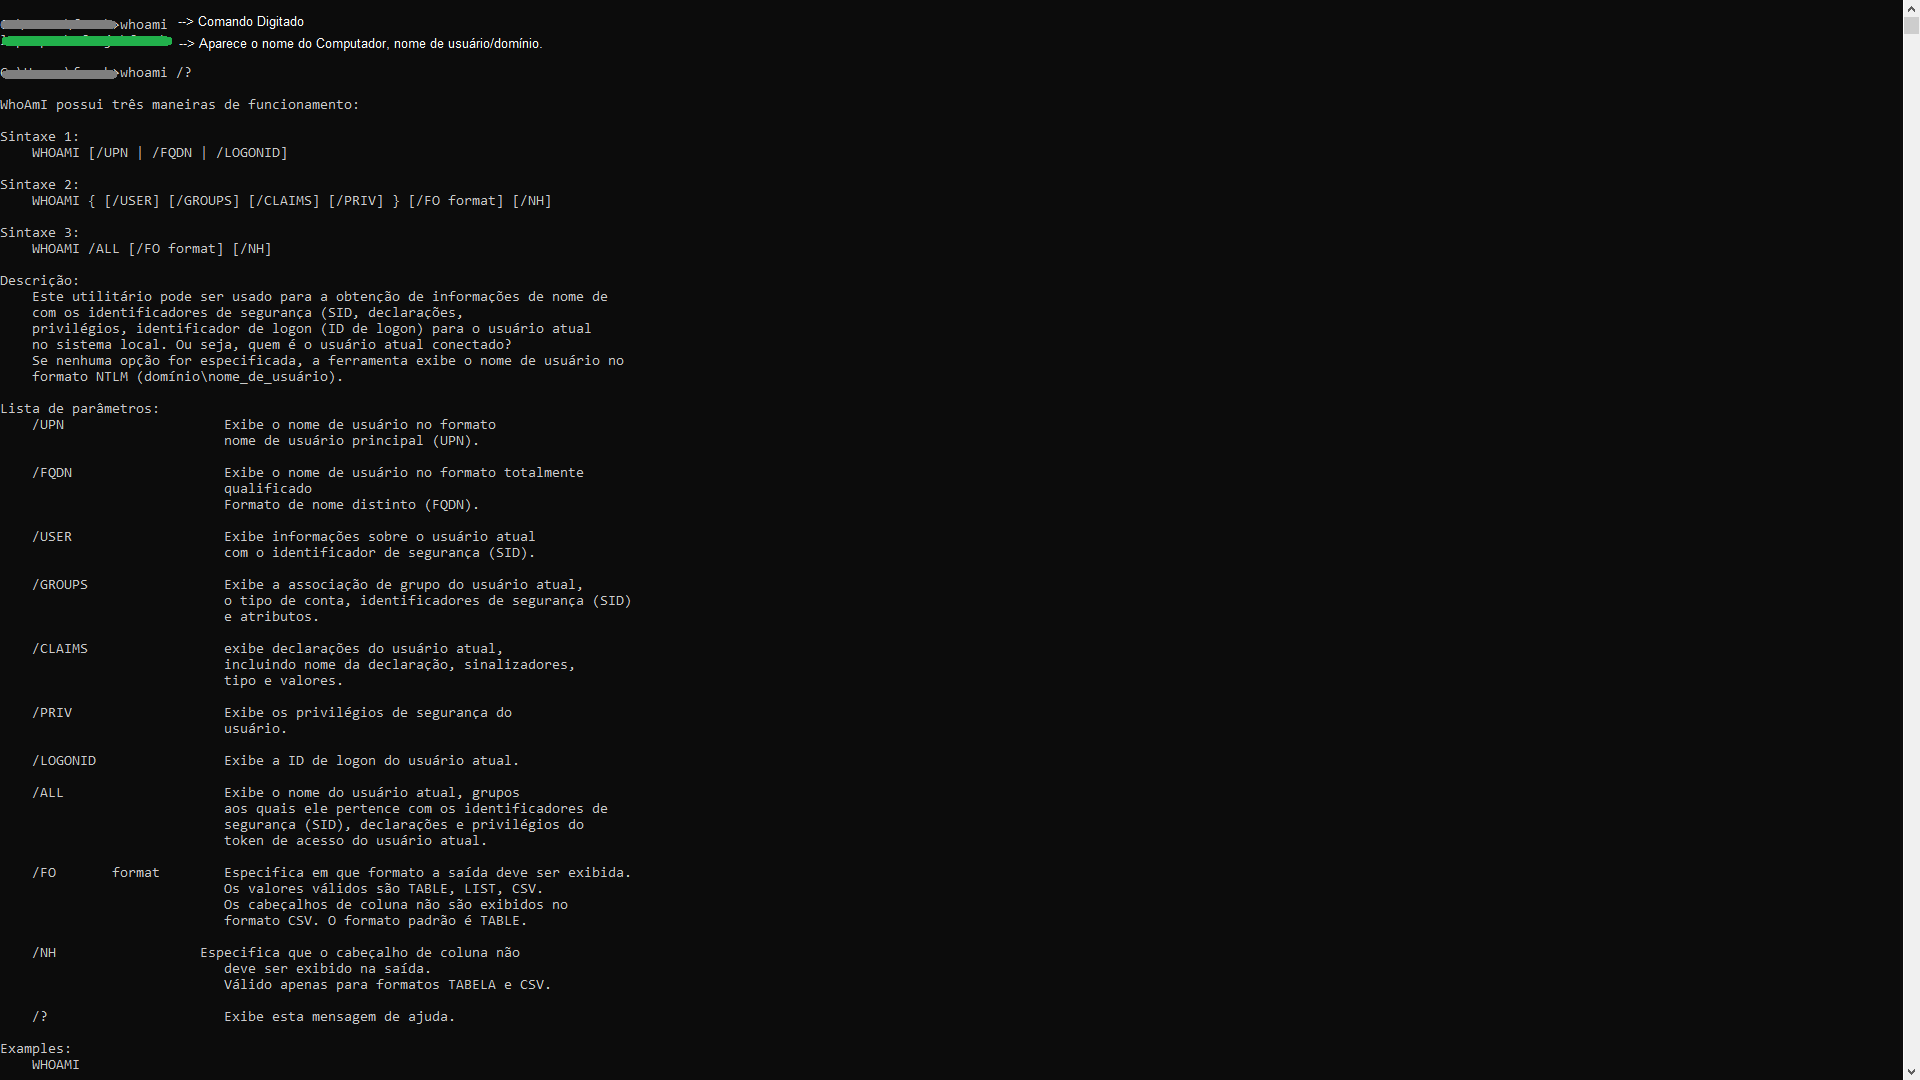 >whoami --> Comando Digitado
--> Aparece o nome do Computador, nome de usuário/domínio.
>whoami /?
WhoAmI possui três maneiras de funcionamento:
Sintaxe 1:
WHOAMI [/UPN | /FQDN | /LOGONID]
Sintaxe 2:
WHOAMI { [/USER] [/GROUPS] [/CLAIMS] [/PRIV] } [/FO format] [/NH]
Sintaxe 3:
WHOAMI /ALL [/FO format] [/NH]
Descrição:
Este utilitário pode ser usado para a obtenção de informações de nome de
com os identificadores de segurança (SID, declarações,
privilégios, identificador de logon (ID de logon) para o usuário atual
no sistema local. Ou seja, quem é o usuário atual conectado?
Se nenhuma opção for especificada, a ferramenta exibe o nome de usuário no
formato NTLM (domínio\nome_de_usuário).
Lista de parâmetros:
/UPN Exibe o nome de usuário no formato
nome de usuário principal (UPN).
/FQDN Exibe o nome de usuário no formato totalmente
qualificado
Formato de nome distinto (FQDN).
/USER Exibe informações sobre o usuário atual
com o identificador de segurança (SID).
/GROUPS Exibe a associação de grupo do usuário atual,
o tipo de conta, identificadores de segurança (SID)
e atributos.
/CLAIMS exibe declarações do usuário atual,
incluindo nome da declaração, sinalizadores,
tipo e valores.
/PRIV Exibe os privilégios de segurança do
usuário.
/LOGONID Exibe a ID de logon do usuário atual.
/ALL Exibe o nome do usuário atual, grupos
aos quais ele pertence com os identificadores de
segurança (SID), declarações e privilégios do
token de acesso do usuário atual.
/FO format Especifica em que formato a saída deve ser exibida.
Os valores válidos são TABLE, LIST, CSV.
Os cabeçalhos de coluna não são exibidos no
formato CSV. O formato padrão é TABLE.
/NH Especifica que o cabeçalho de coluna não
deve ser exibido na saída.
Válido apenas para formatos TABELA e CSV.
/? Exibe esta mensagem de ajuda.
Examples:
WHOAMI